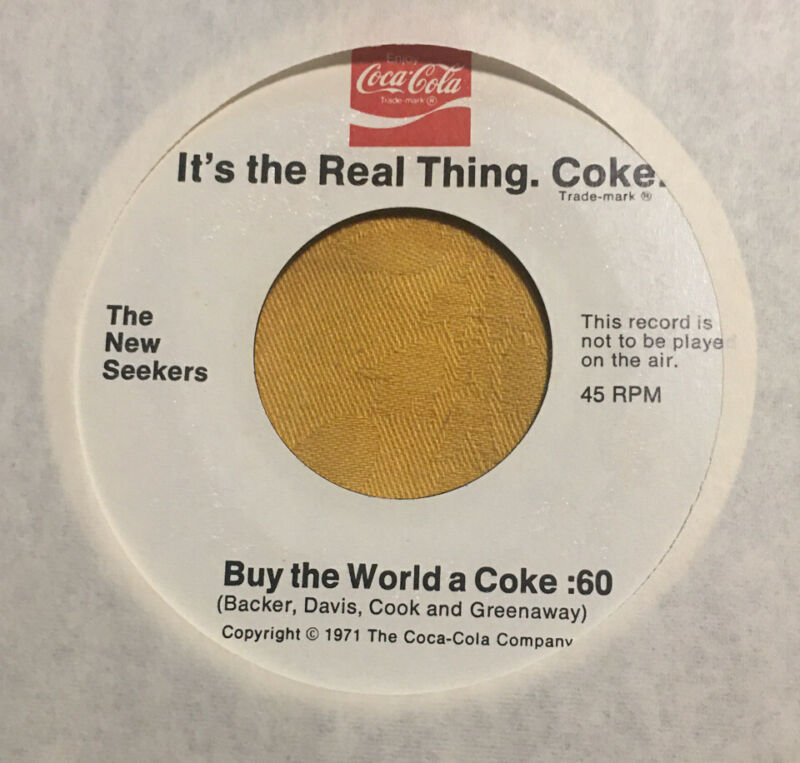 Enjoy
Coca-Cola
Trade-mark ®
It's the Real Thing. Coke.
Trade-mark ®
The
New
Seekers
This record is
not to be playe
on the air.
45 RPM
Buy the World a Coke :60
(Backer, Davis, Cook and Greenaway)
Copyright © 1971 The Coca-Cola Company